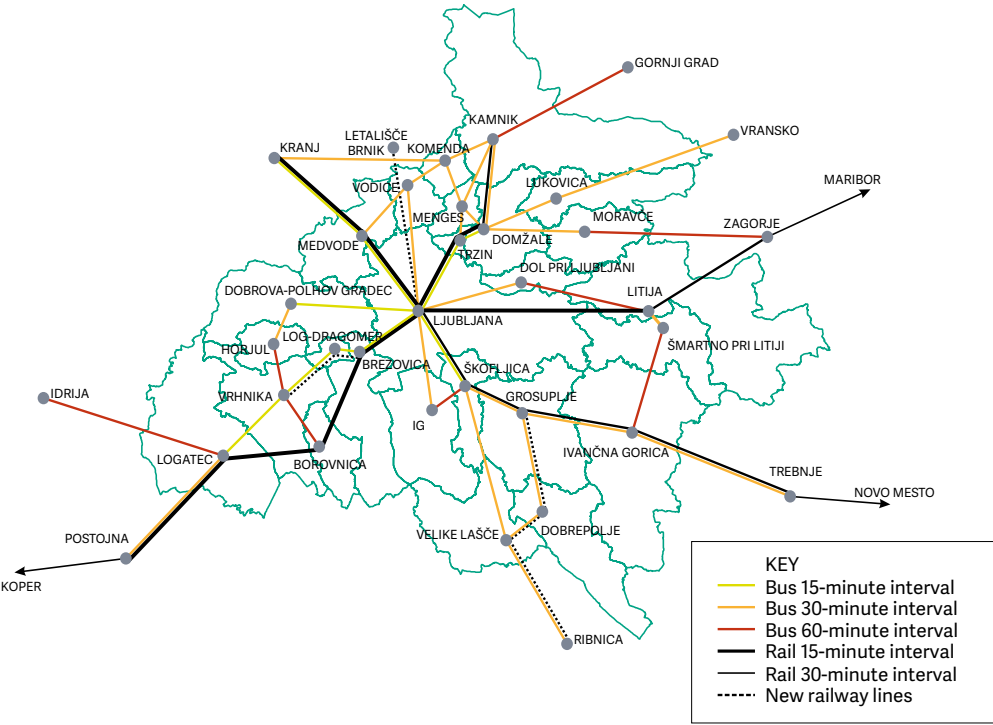 GORNJI GRAD
KAMNIK
VRANSKO
LETALIŠČE
BRNIK
KOMENDA
KRANJ
MARIBOR
VODICE
LUKOVICA
MENGEŠ
MORAVČE
ZAGORJE
MEDVODE
DOMŽALE
TRZIN
DOL PRI LJUBLJANI
DOBROVA-POLHOV GRADEC
LITIJA
LJUBLJANA
LOG-DRAGOMER
HORJUL
ŠMARTNO PRI LITIJI
BREZOVICA
ŠKOFLJICA
IDRIJA
VRHNIKA
GROSUPLJE
IG
LOGATEC
BOROVNICA
IVANČNA GORICA
TREBNJE
NOVO MESTO
POSTOJNA
VELIKE LAŠČE
DOBREPOLJE
KOPER
RIBNICA
KEY
Bus 15-minute interval
Bus 30-minute interval
Bus 60-minute interval
Rail 15-minute interval
Rail 30-minute interval
New railway lines